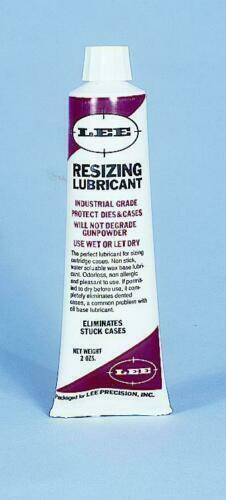 LEE
RESIZING
LUBRICANT
INDUSTRIAL GRADE
PROTECT DIES & CASES
WILL NOT DEGRADE
GUNPOWDER
USE WET OR LET DRY
The perfect lubricant for sizing
cartridge cases. Non stick,
water soluble wax base lubri-
cant. Odorless, non allergic
and pleasant to use. If permit-
ted to dry before use, it com-
pletely eliminates dented
cases, a common problem with
oil base lubricant.
ELIMINATES
STUCK CASES
NET WEIGHT
2 OZS.
LEE
Packaged for LEE PRECISION, INC.